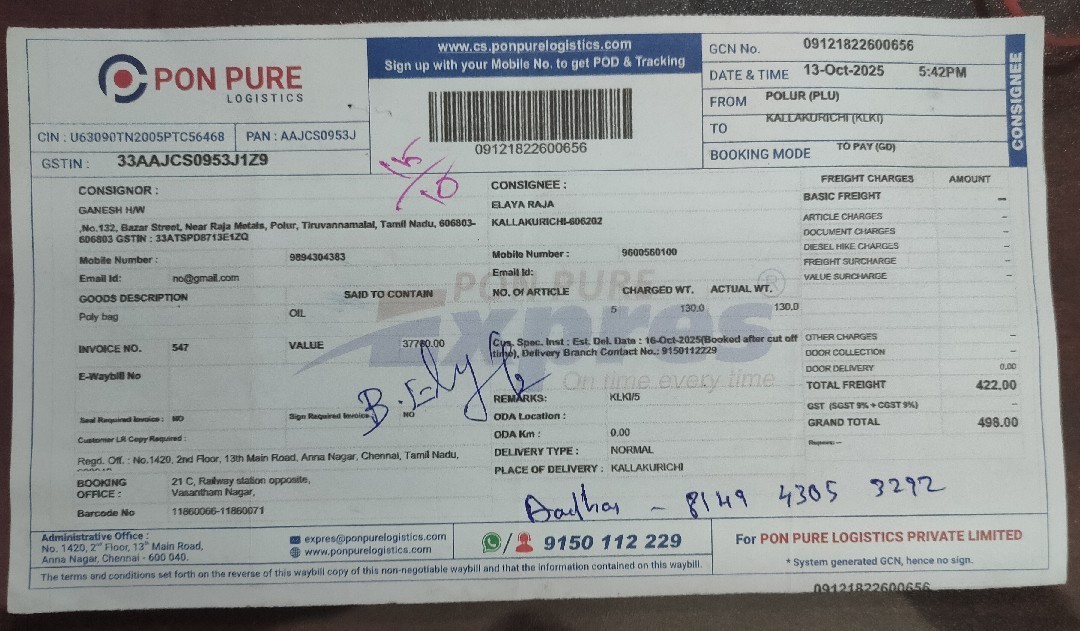 PON PURE
LOGISTICS
www.cs.ponpurelogistics.com
Sign up with your Mobile No. to get POD & Tracking
09121822600656
CIN : U63090TN2005PTC56468
PAN : AAJCS0953J
GSTIN : 33AAJCS0953J1Z9
GCN No. 09121822600656
DATE & TIME 13-Oct-2025 5:42PM
FROM POLUR (PLU)
TO KALLAKURICHI (KLKI)
BOOKING MODE TO PAY (GD)
CONSIGNEE
CONSIGNOR :
GANESH H/W
,No.132, Bazar Street, Near Raja Metals, Polur, Tiruvannamalai, Tamil Nadu, 606803-
606803 GSTIN : 33ATSPD8713E1ZQ
Mobile Number : 9894304383
Email Id: no@gmail.com
GOODS DESCRIPTION SAID TO CONTAIN
Poly bag OIL
INVOICE NO. 547 VALUE 37760.00
E-Waybill No
Seal Required Invoice : NO Sign Required Invoice NO
Customer LR Copy Required :
Regd. Off. : No.1420, 2nd Floor, 13th Main Road, Anna Nagar, Chennai, Tamil Nadu,
BOOKING OFFICE : 21 C, Railway station opposite,
Vasantham Nagar,
Barcode No 11860066-11860071
CONSIGNEE :
ELAYA RAJA
KALLAKURICHI-606202
Mobile Number : 9600560100
Email Id:
NO. OF ARTICLE CHARGED WT. ACTUAL WT.
5 130.0 130.0
Cus. Spec. Inst : Est. Del. Date : 16-Oct-2025(Booked after cut off
time), Delivery Branch Contact No.: 9150112229
REMARKS: KLKI/5
ODA Location :
ODA Km : 0.00
DELIVERY TYPE : NORMAL
PLACE OF DELIVERY : KALLAKURICHI
PON PURE ®
Expres
On time every time
FREIGHT CHARGES AMOUNT
BASIC FREIGHT --
ARTICLE CHARGES --
DOCUMENT CHARGES --
DIESEL HIKE CHARGES --
FREIGHT SURCHARGE --
VALUE SURCHARGE --
OTHER CHARGES --
DOOR COLLECTION --
DOOR DELIVERY 0.00
TOTAL FREIGHT 422.00
GST (SGST 9% + CGST 9%) --
GRAND TOTAL 498.00
Rupees:--
Aadhar - 8149 4305 3292
Administrative Office :
No. 1420, 2nd Floor, 13th Main Road,
Anna Nagar, Chennai - 600 040.
expres@ponpurelogistics.com
www.ponpurelogistics.com
9150 112 229
For PON PURE LOGISTICS PRIVATE LIMITED
* System generated GCN, hence no sign.
The terms and conditions set forth on the reverse of this waybill copy of this non-negotiable waybill and that the information contained on this waybill.
09121822600656